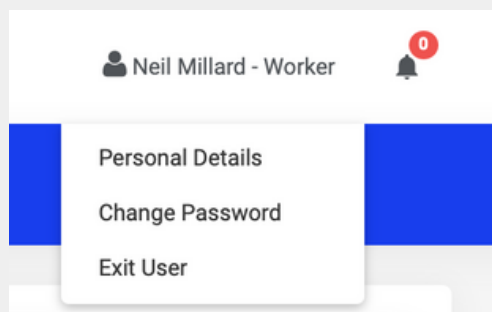 Neil Millard - Worker
0
Personal Details
Change Password
Exit User